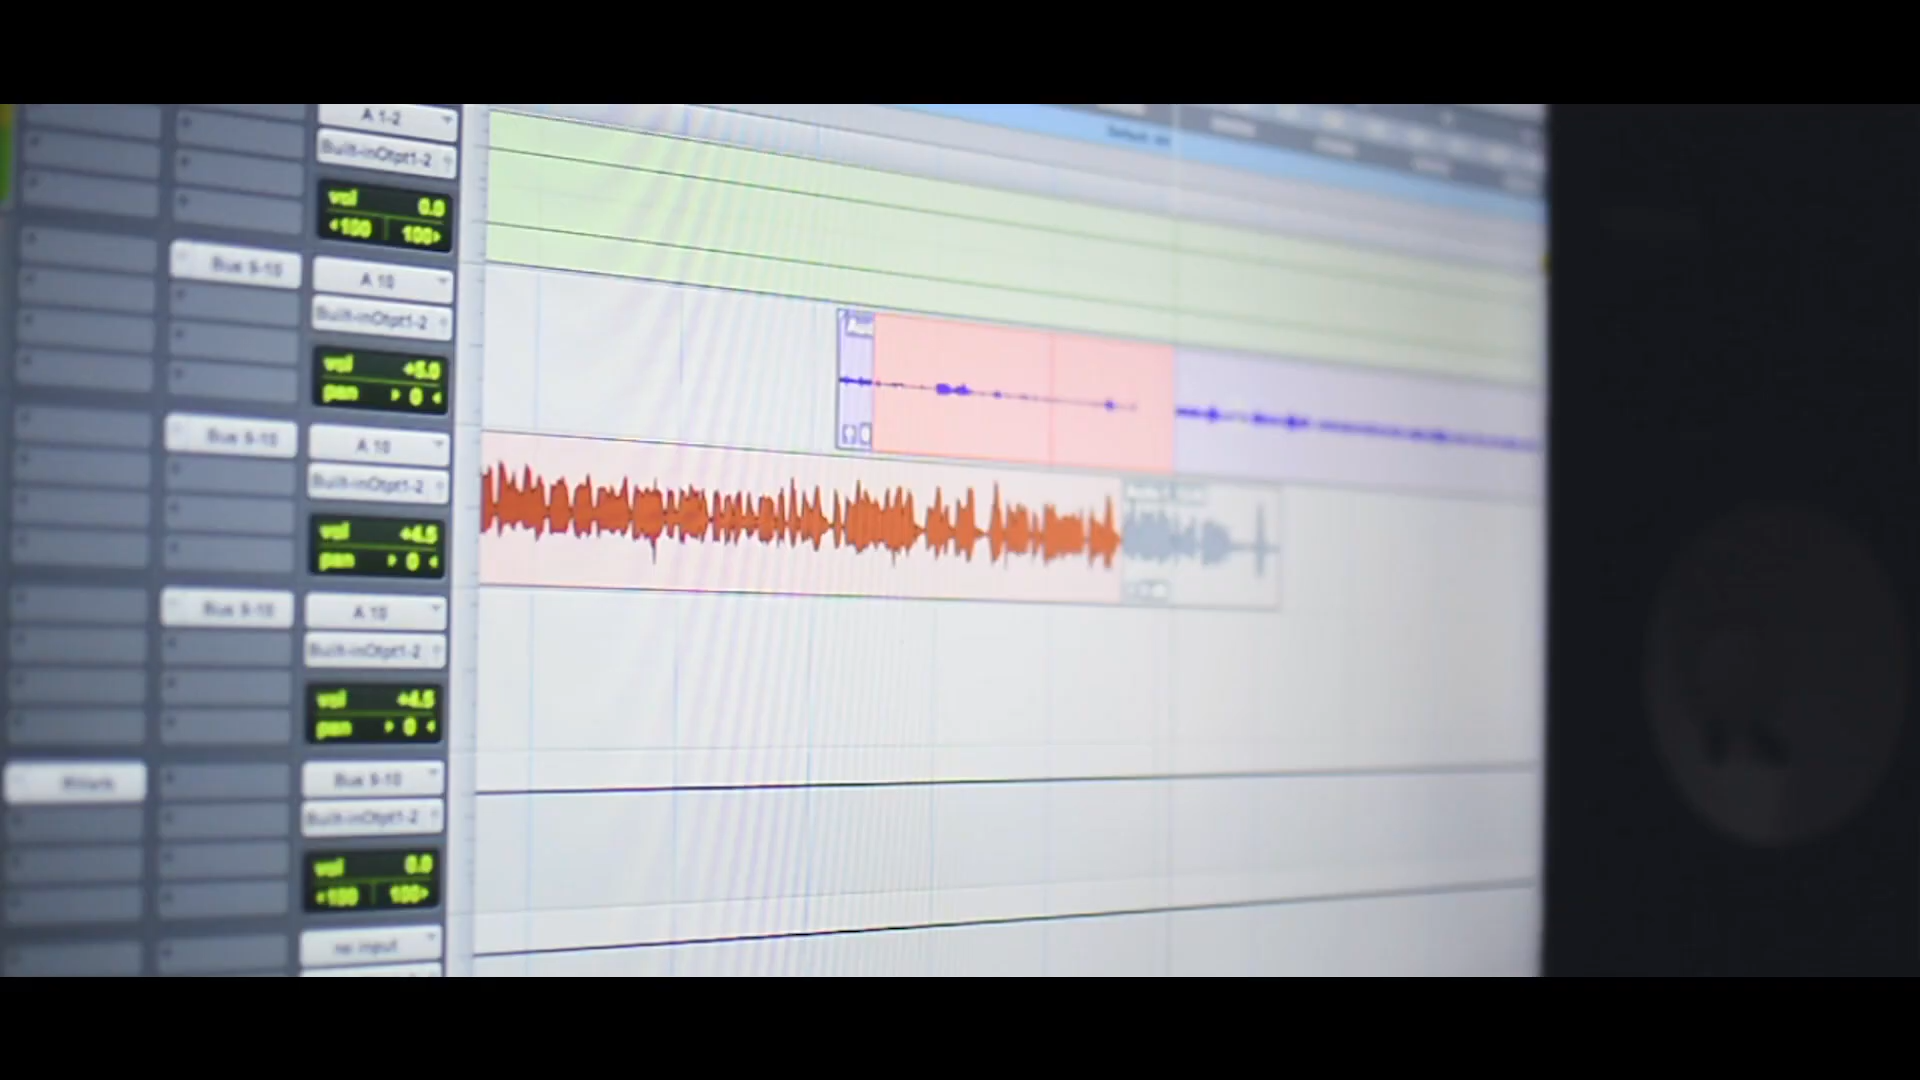 A 1-2
Built-inOtpt1-2
vol 0.0
<100 100>
Bus 9-10 A 10
Built-inOtpt1-2
vol +5.0
pan > 0 <
Bus 9-10 A 10
Built-inOtpt1-2
vol +4.5
pan > 0 <
Bus 9-10 A 10
Built-inOtpt1-2
vol +4.5
pan > 0 <
Bus 9-10
Built-inOtpt1-2
vol 0.0
<100 100>
no input